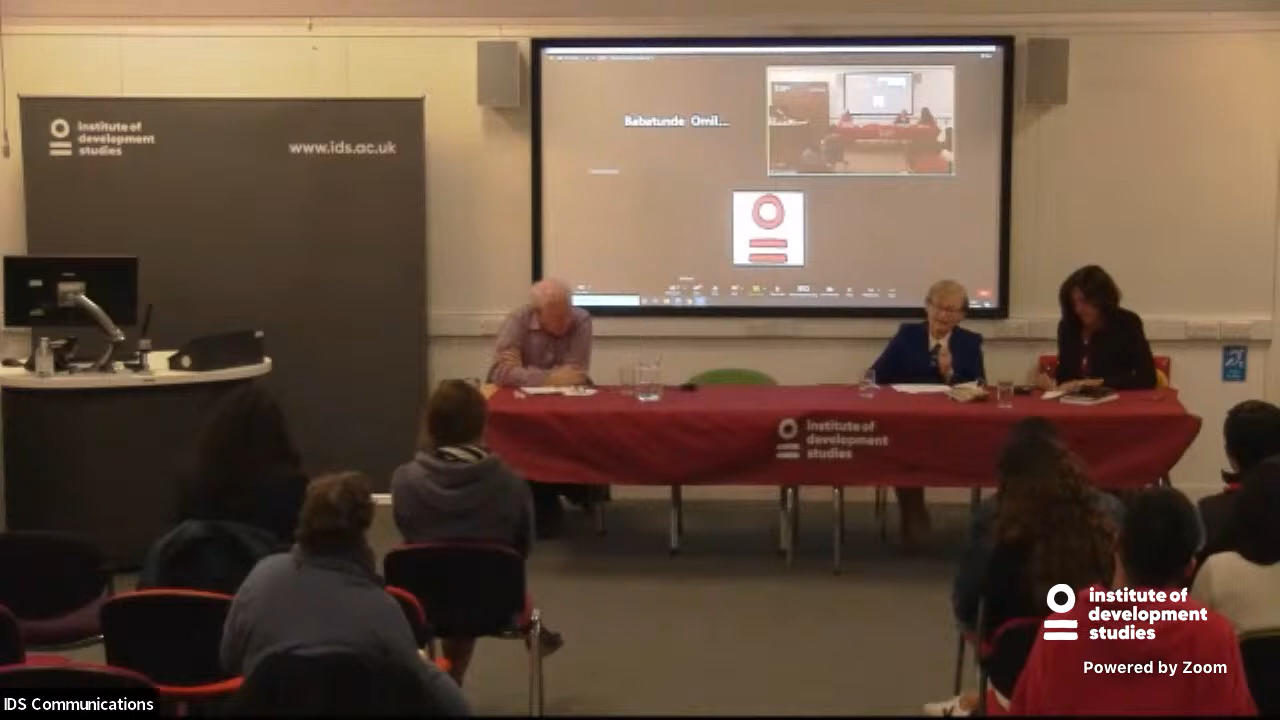 institute of
development
studies
www.ids.ac.uk
Babatunde Omil...
institute of
development
studies
institute of
development
studies
Powered by Zoom
IDS Communications